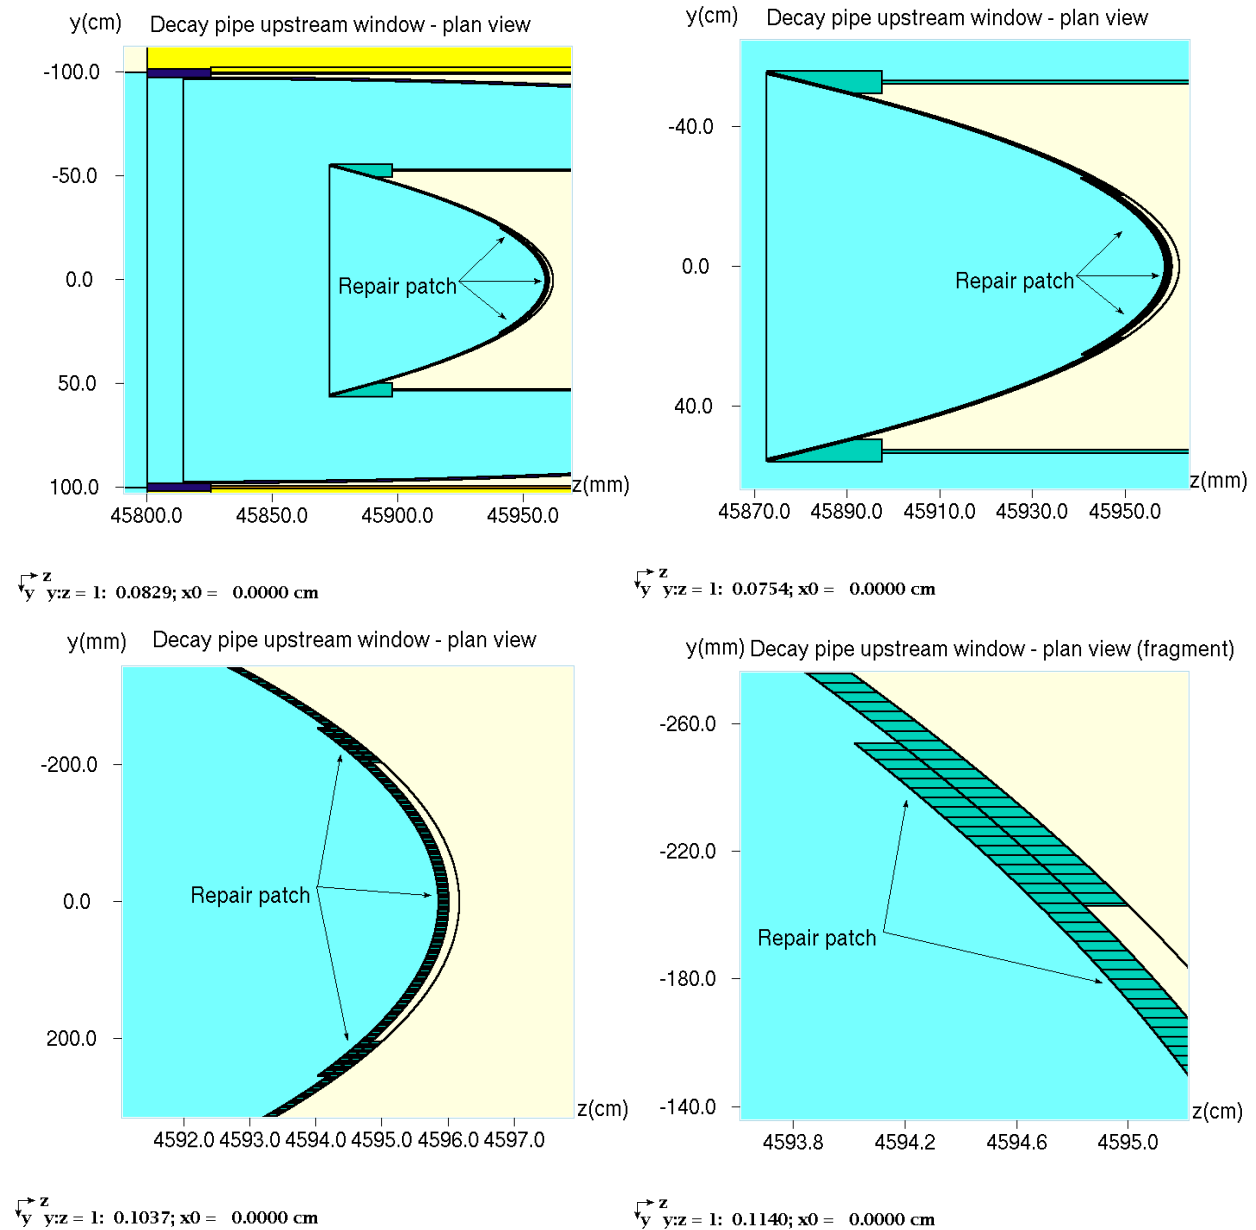 y(cm) Decay pipe upstream window - plan view
-100.0
-50.0
0.0
50.0
100.0
Repair patch
z(mm)
45800.0 45850.0 45900.0 45950.0
z
y y:z = 1: 0.0829; x0 = 0.0000 cm
y(cm) Decay pipe upstream window - plan view
-40.0
0.0
40.0
Repair patch
z(mm)
45870.0 45890.0 45910.0 45930.0 45950.0
z
y y:z = 1: 0.0754; x0 = 0.0000 cm
y(mm) Decay pipe upstream window - plan view
-200.0
0.0
200.0
Repair patch
z(cm)
4592.0 4593.0 4594.0 4595.0 4596.0 4597.0
z
y y:z = 1: 0.1037; x0 = 0.0000 cm
y(mm) Decay pipe upstream window - plan view (fragment)
-260.0
-220.0
-180.0
-140.0
Repair patch
z(cm)
4593.8 4594.2 4594.6 4595.0
z
y y:z = 1: 0.1140; x0 = 0.0000 cm